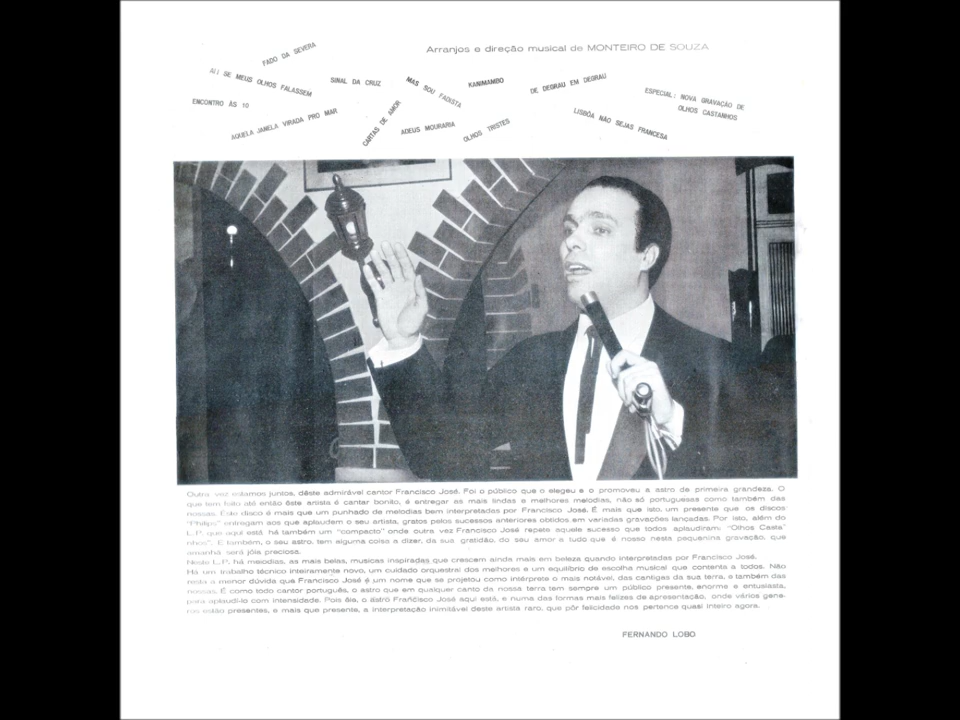 Arranjos e direção musical de MONTEIRO DE SOUZA
FADO DA SEVERA
AI! SE MEUS OLHOS FALASSEM
SINAL DA CRUZ
MAS SOU FADISTA
KANIMAMBO
DE DEGRAU EM DEGRAU
ESPECIAL: NOVA GRAVAÇÃO DE
OLHOS CASTANHOS
ENCONTRO ÀS 10
AQUELA JANELA VIRADA PRO MAR
CARTAS DE AMOR
ADEUS MOURARIA
OLHOS TRISTES
LISBÔA NÃO SEJAS FRANCESA
Outra vez estamos juntos, dêste admirável cantor Francisco José. Foi o público que o elegeu e o promoveu a astro de primeira grandeza. O
que tem feito até então êste artista é cantar bonito, é entregar as mais lindas e melhores melodias, não só portuguesas como também das
nossas. Êste disco é mais que um punhado de melodias bem interpretadas por Francisco José. É mais que isto, um presente que os discos
"Philips" entregam aos que aplaudem o seu artista, gratos pelos sucessos anteriores obtidos em variadas gravações lançadas. Por isto, além do
L.P. que aqui está há também um "compacto" onde outra vez Francisco José repete aquele sucesso que todos aplaudiram: "Olhos Casta
nhos". E também, o seu astro, tem alguma coisa a dizer, da sua gratidão, do seu amor a tudo que é nosso nesta pequenina gravação, que
amanhã será jóia preciosa.
Neste L.P. há melodias, as mais belas, musicas inspiradas que crescem ainda mais em beleza quando interpretadas por Francisco José.
Há um trabalho técnico inteiramente novo, um cuidado orquestral dos melhores e um equilíbrio de escolha musical que contenta a todos. Não
resta a menor dúvida que Francisco José é um nome que se projetou como intérprete o mais notável, das cantigas da sua terra, e também das
nossas. É como todo cantor português, o astro que em qualquer canto da nossa terra tem sempre um público presente, enorme e entusiasta,
para aplaudí-lo com intensidade. Pois êis, o astro Francisco José aqui está, e numa das formas mais felizes de apresentação, onde vários gene-
ros estão presentes, e mais que presente, a interpretação inimitável deste artista raro, que pôr felicidade nos pertence quasi inteiro agora.
FERNANDO LOBO